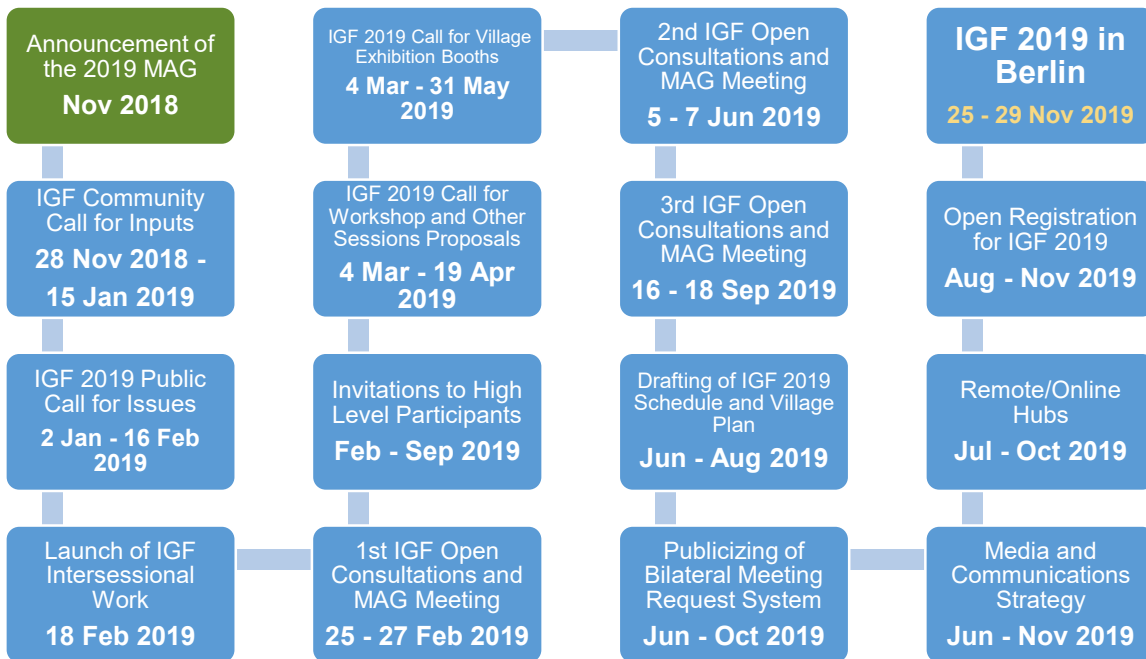 Announcement of
the 2019 MAG
Nov 2018
IGF Community
Call for Inputs
28 Nov 2018 -
15 Jan 2019
IGF 2019 Public
Call for Issues
2 Jan - 16 Feb
2019
Launch of IGF
Intersessional
Work
18 Feb 2019
1st IGF Open
Consultations and
MAG Meeting
25 - 27 Feb 2019
Invitations to High
Level Participants
Feb - Sep 2019
IGF 2019 Call for
Workshop and Other
Sessions Proposals
4 Mar - 19 Apr
2019
IGF 2019 Call for Village
Exhibition Booths
4 Mar - 31 May
2019
2nd IGF Open
Consultations and
MAG Meeting
5 - 7 Jun 2019
3rd IGF Open
Consultations and
MAG Meeting
16 - 18 Sep 2019
Drafting of IGF 2019
Schedule and Village
Plan
Jun - Aug 2019
Publicizing of
Bilateral Meeting
Request System
Jun - Oct 2019
Media and
Communications
Strategy
Jun - Nov 2019
Remote/Online
Hubs
Jul - Oct 2019
Open Registration
for IGF 2019
Aug - Nov 2019
IGF 2019 in
Berlin
25 - 29 Nov 2019